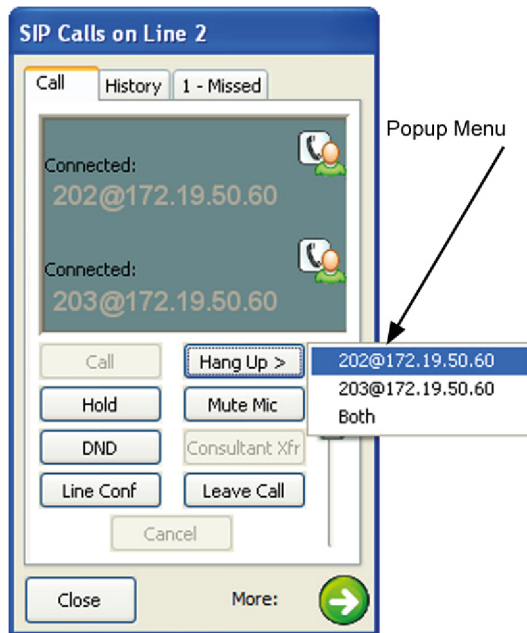 SIP Calls on Line 2
Call
History
1 - Missed
Popup Menu
Connected:
202@172.19.50.60
Connected:
203@172.19.50.60
Call
Hang Up >
202@172.19.50.60
203@172.19.50.60
Both
Hold
Mute Mic
DND
Consultant Xfr
Line Conf
Leave Call
Cancel
Close
More: